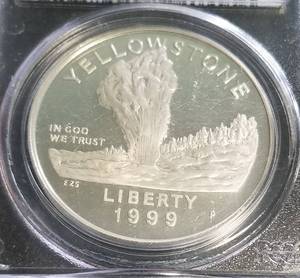 YELLOWSTONE
IN GOD
WE TRUST
LIBERTY
1999
P